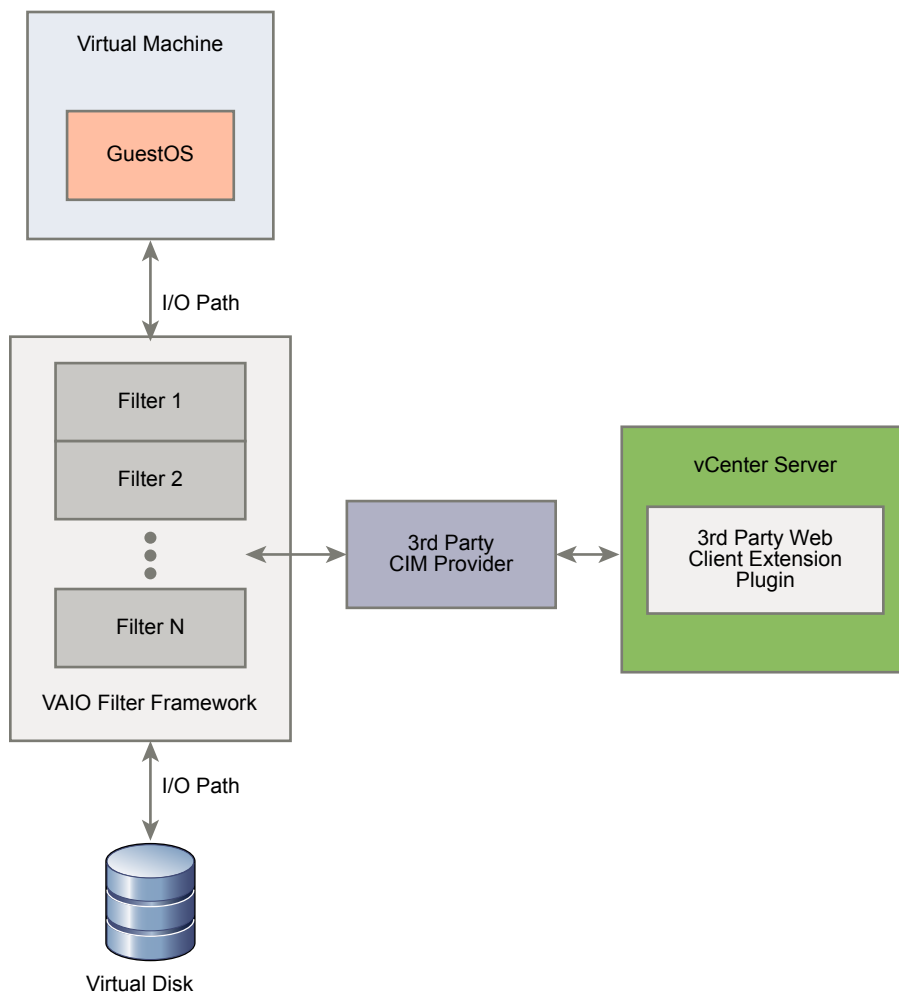 Virtual Machine
GuestOS
I/O Path
Filter 1
Filter 2
Filter N
VAIO Filter Framework
3rd Party
CIM Provider
vCenter Server
3rd Party Web
Client Extension
Plugin
I/O Path
Virtual Disk